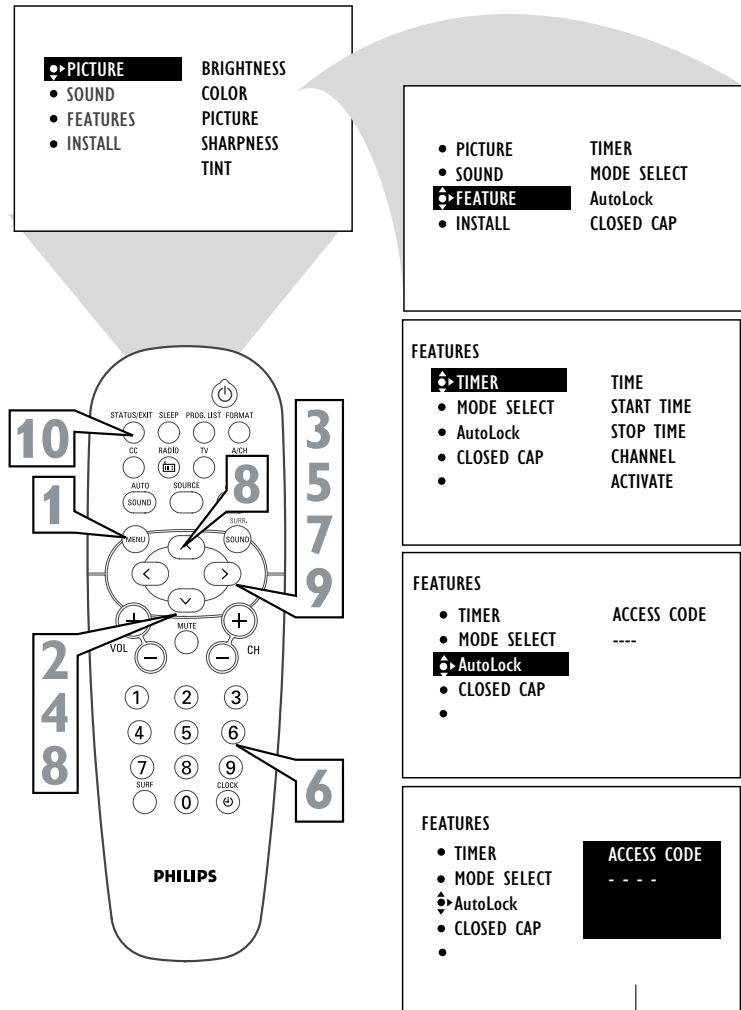 PICTURE BRIGHTNESS
SOUND COLOR
FEATURES PICTURE
INSTALL SHARPNESS
TINT
PICTURE TIMER
SOUND MODE SELECT
FEATURE AutoLock
INSTALL CLOSED CAP
FEATURES
TIMER TIME
MODE SELECT START TIME
AutoLock STOP TIME
CLOSED CAP CHANNEL
ACTIVATE
FEATURES
TIMER ACCESS CODE
MODE SELECT ----
AutoLock
CLOSED CAP
FEATURES
TIMER ACCESS CODE
MODE SELECT - - - -
AutoLock
CLOSED CAP
STATUS/EXIT SLEEP PROG. LIST FORMAT
CC RADIO TV A/CH
AUTO SOURCE
SOUND
SURR.
MENU SOUND
MUTE
VOL CH
1 2 3
4 5 6
7 8 9
SURF CLOCK
0
PHILIPS
10
1
8
3
5
7
9
2
4
8
6